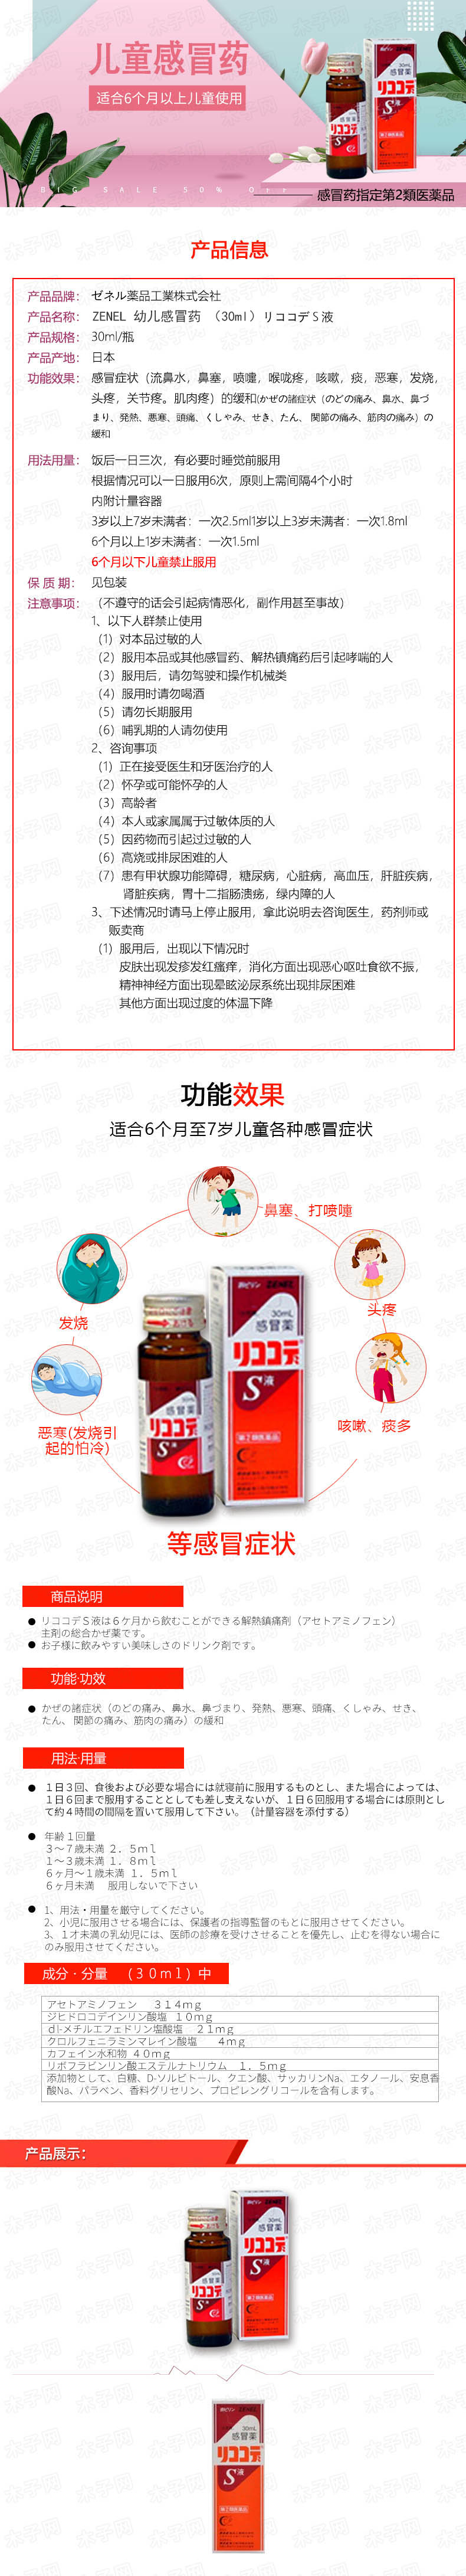 儿童感冒药
适合6个月以上儿童使用
BIG SALE 50% Off
感冒药指定第2類医薬品
产品信息
产品品牌： ゼネル薬品工業株式会社
产品名称： ZENEL 幼儿感冒药 （30ml）リココデＳ液
产品规格： 30ml/瓶
产品产地： 日本
功能效果： 感冒症状（流鼻水，鼻塞，喷嚏，喉咙疼，咳嗽，痰，恶寒，发烧，
头疼，关节疼。肌肉疼）的缓和(かぜの諸症状（のどの痛み、鼻水、鼻づ
まり、発熱、悪寒、頭痛、くしゃみ、せき、たん、 関節の痛み、筋肉の痛み）の
緩和
用法用量： 饭后一日三次，有必要时睡觉前服用
根据情况可以一日服用6次，原则上需间隔4个小时
内附计量容器
3岁以上7岁未满者：一次2.5ml1岁以上3岁未满者：一次1.8ml
6个月以上1岁未满者：一次1.5ml
6个月以下儿童禁止服用
保 质 期： 见包装
注意事项： （不遵守的话会引起病情恶化，副作用甚至事故）
1、以下人群禁止使用
（1）对本品过敏的人
（2）服用本品或其他感冒药、解热镇痛药后引起哮喘的人
（3）服用后，请勿驾驶和操作机械类
（4）服用时请勿喝酒
（5）请勿长期服用
（6）哺乳期的人请勿使用
2、咨询事项
（1）正在接受医生和牙医治疗的人
（2）怀孕或可能怀孕的人
（3）高龄者
（4）本人或家属属于过敏体质的人
（5）因药物而引起过过敏的人
（6）高烧或排尿困难的人
（7）患有甲状腺功能障碍，糖尿病，心脏病，高血压，肝脏疾病，
肾脏疾病，胃十二指肠溃疡，绿内障的人
3、下述情况时请马上停止服用，拿此说明去咨询医生，药剂师或
贩卖商
（1）服用后，出现以下情况时
皮肤出现发疹发红瘙痒，消化方面出现恶心呕吐食欲不振，
精神神经方面出现晕眩泌尿系统出现排尿困难
其他方面出现过度的体温下降
功能效果
适合6个月至7岁儿童各种感冒症状
鼻塞、打喷嚏
发烧
头疼
恶寒(发烧引
起的怕冷)
咳嗽、痰多
30mL
感冒薬
リココデ
S液
等感冒症状
商品说明
● リココデＳ液は６ケ月から飲むことができる解熱鎮痛剤（アセトアミノフェン）
主剤の総合かぜ薬です。
● お子様に飲みやすい美味しさのドリンク剤です。
功能·功效
● かぜの諸症状（のどの痛み、鼻水、鼻づまり、発熱、悪寒、頭痛、くしゃみ、せき、
たん、 関節の痛み、筋肉の痛み）の緩和
用法·用量
● １日３回、食後および必要な場合には就寝前に服用するものとし、また場合によっては、
１日６回まで服用することとしても差し支えないが、１日６回服用する場合には原則とし
て約４時間の間隔を置いて服用して下さい。（計量容器を添付する）
● 年齢１回量
３～７歳未満 ２．５ｍｌ
１～３歳未満 １．８ｍｌ
６ヶ月～１歳未満 １．５ｍｌ
６ヶ月未満 服用しないで下さい
● 1、用法・用量を厳守してください。
2、小児に服用させる場合には、保護者の指導監督のもとに服用させてください。
3、１才未満の乳幼児には、医師の診療を受けさせることを優先し、止むを得ない場合に
のみ服用させてください。
成分・分量 （３０ｍｌ）中
アセトアミノフェン ３１４ｍｇ
ジヒドロコデインリン酸塩 １０ｍｇ
dl-メチルエフェドリン塩酸塩 ２１ｍｇ
クロルフェニラミンマレイン酸塩 ４ｍｇ
カフェイン水和物 ４０ｍｇ
リボフラビンリン酸エステルナトリウム １．５ｍｇ
添加物として、白糖、D-ソルビトール、クエン酸、サッカリンNa、エタノール、安息香
酸Na、パラベン、香料グリセリン、プロピレングリコールを含有します。
产品展示：
30mL
感冒薬
リココデ
S液
30mL
感冒薬
リココデ
S液